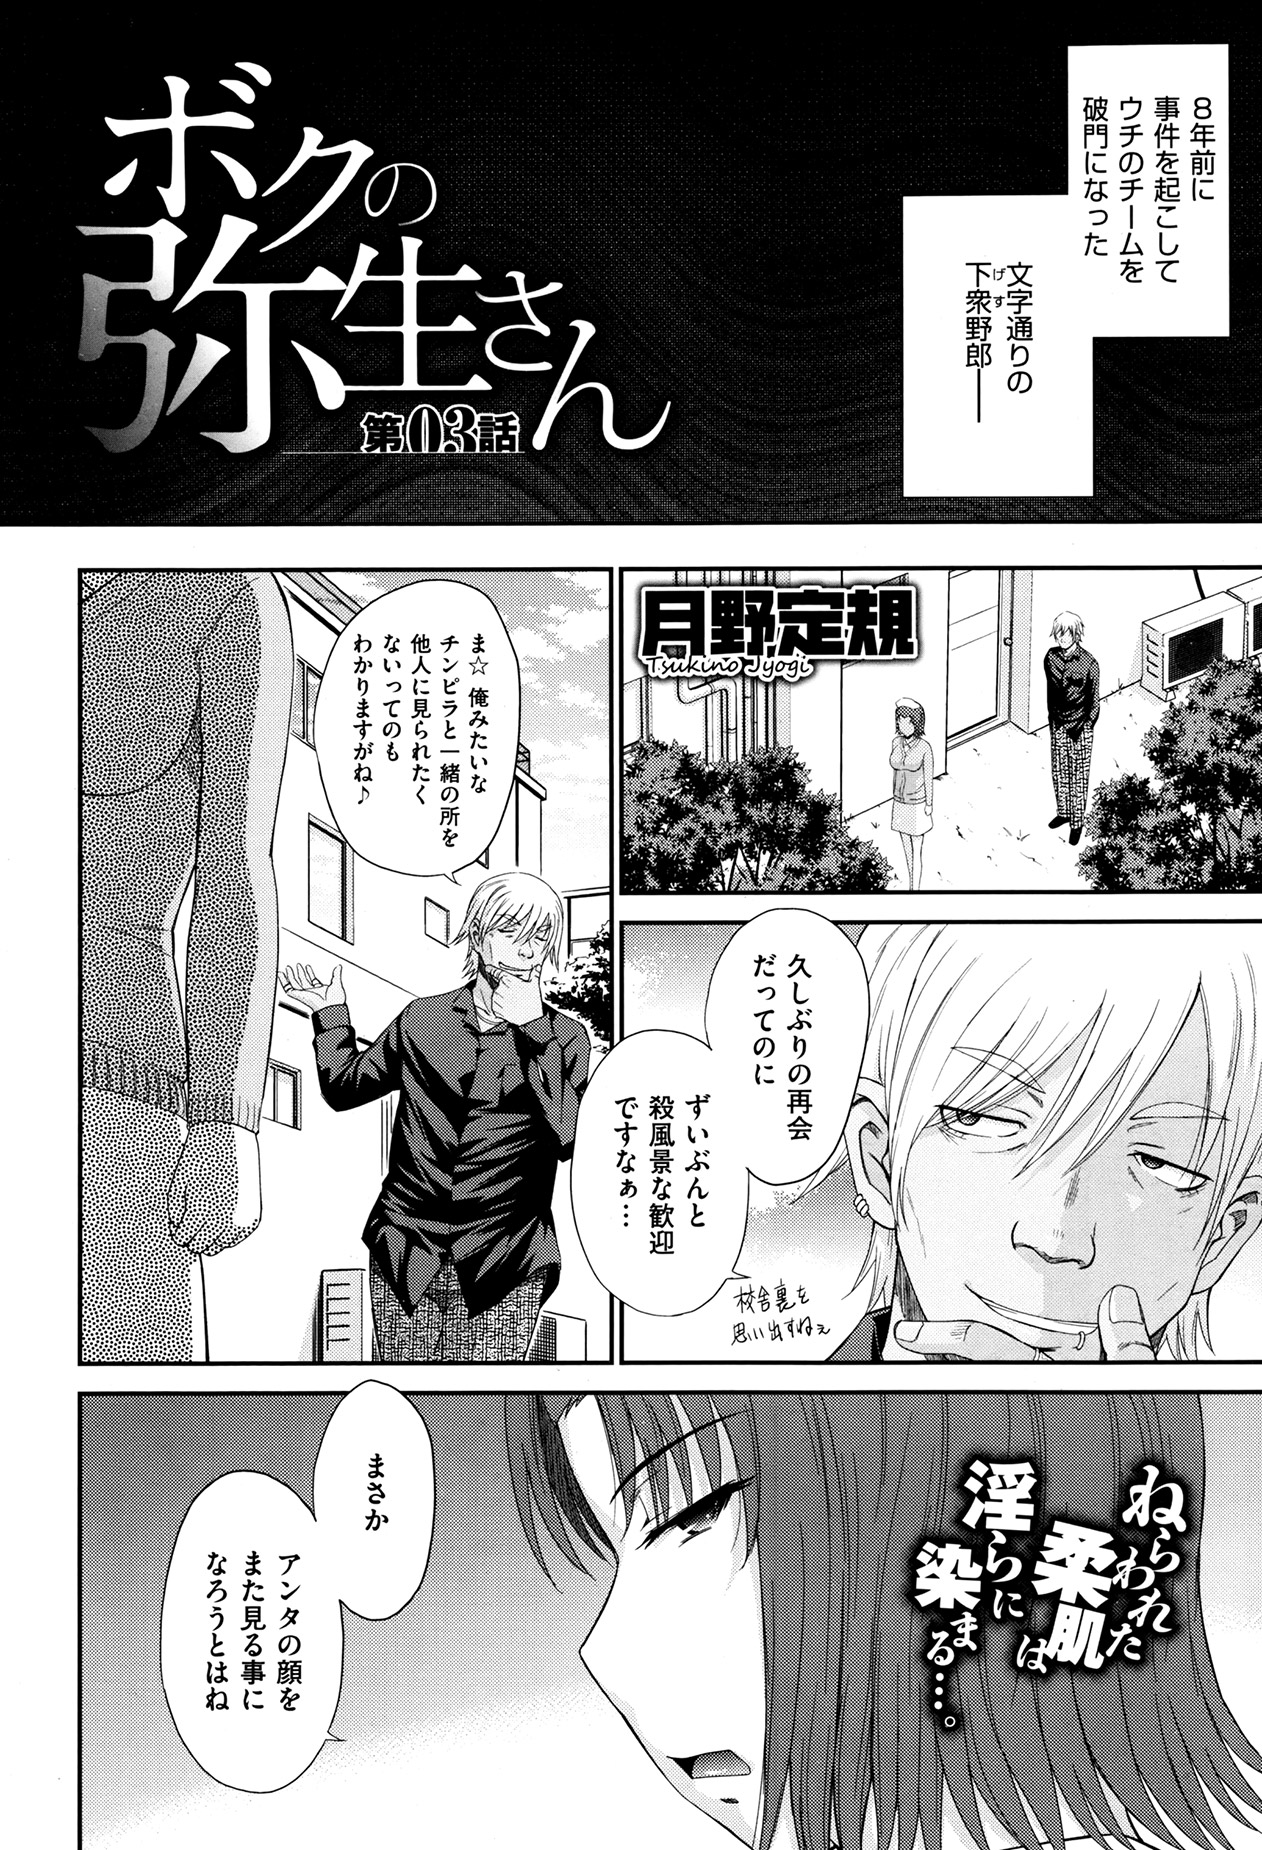 8年前に
事件を起こして
ウチのチームを
破門になった
文字通りの
下衆野郎――
げす
ボクの
弥生さん
第03話
月野定規
Tsukino Jyogi
久しぶりの再会
だってのに
ずいぶんと
殺風景な歓迎
ですなぁ…
校舎裏を
思い出すねぇ
ま☆俺みたいな
チンピラと一緒の所を
他人に見られたく
ないってのも
わかりますがね♪
ねらわれた
柔肌は
淫らに
染まる…。
まさか
アンタの顔を
また見る事に
なろうとはね